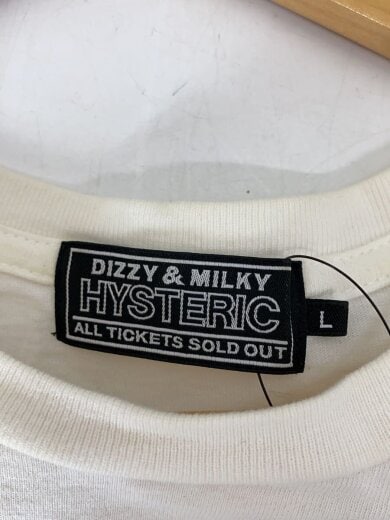 DIZZY & MILKY
HYSTERIC
ALL TICKETS SOLD OUT
L